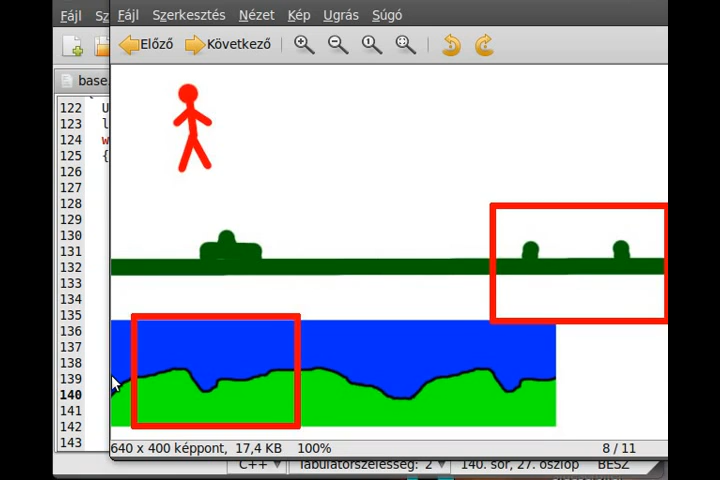 Fájl Sz
Fájl Szerkesztés Nézet Kép Ugrás Súgó
Előző Következő
base.
122 U
123 l
124 w
125 {
126
127
128
129
130
131
132
133
134
135
136
137
138
139
140
141
142
143
640 x 400 képpont, 17,4 KB 100% 8 / 11
C++ Tabulátorszélesség: 2 140. sor, 27. oszlop BESZ